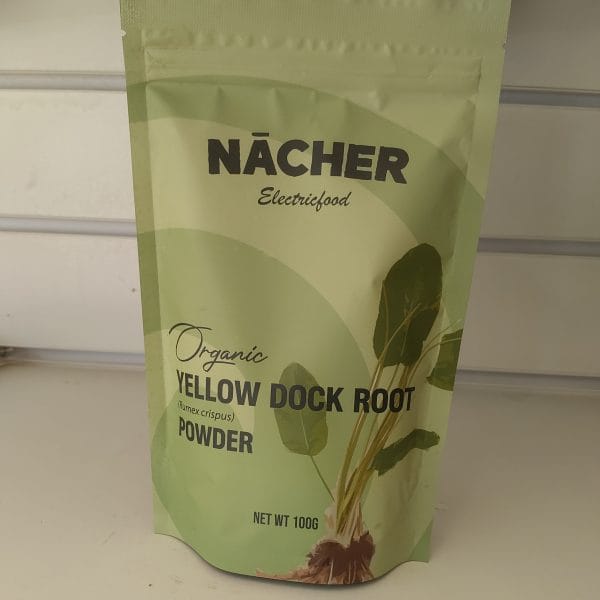 NĀCHER
Electricfood
Organic
YELLOW DOCK ROOT
(Rumex crispus)
POWDER
NET WT 100G